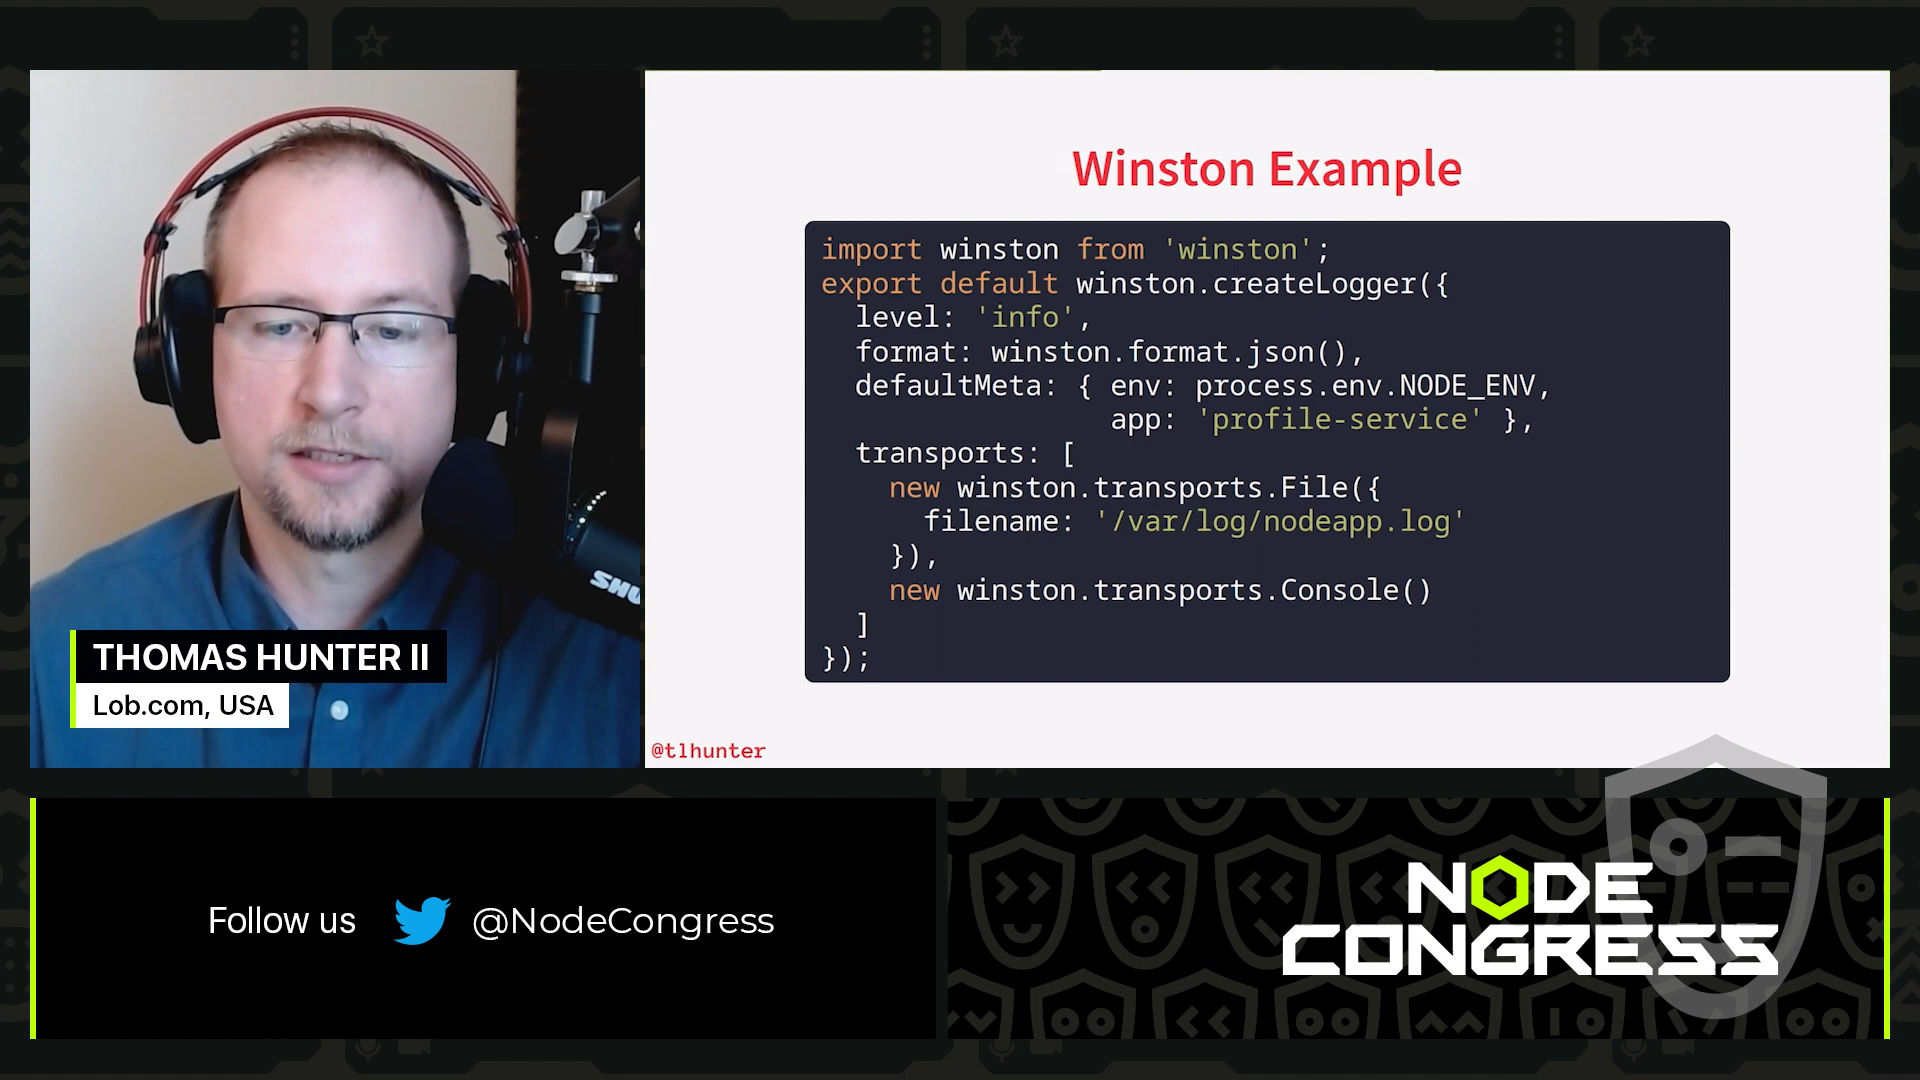 Winston Example
import winston from 'winston';
export default winston.createLogger({
  level: 'info',
  format: winston.format.json(),
  defaultMeta: { env: process.env.NODE_ENV,
                 app: 'profile-service' },
  transports: [
    new winston.transports.File({
      filename: '/var/log/nodeapp.log'
    }),
    new winston.transports.Console()
  ]
});
@tlhunter
THOMAS HUNTER II
Lob.com, USA
Follow us @NodeCongress
NODE
CONGRESS